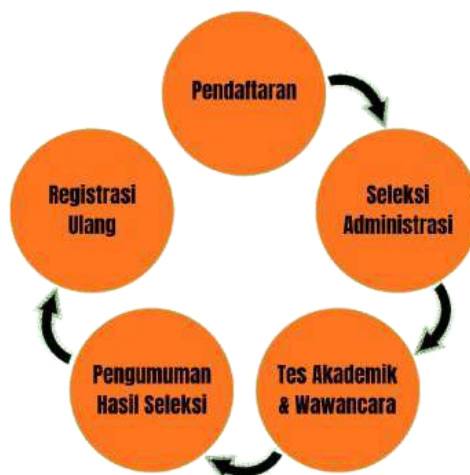 Pendaftaran
Seleksi
Administrasi
Tes Akademik
& Wawancara
Pengumuman
Hasil Seleksi
Registrasi
Ulang